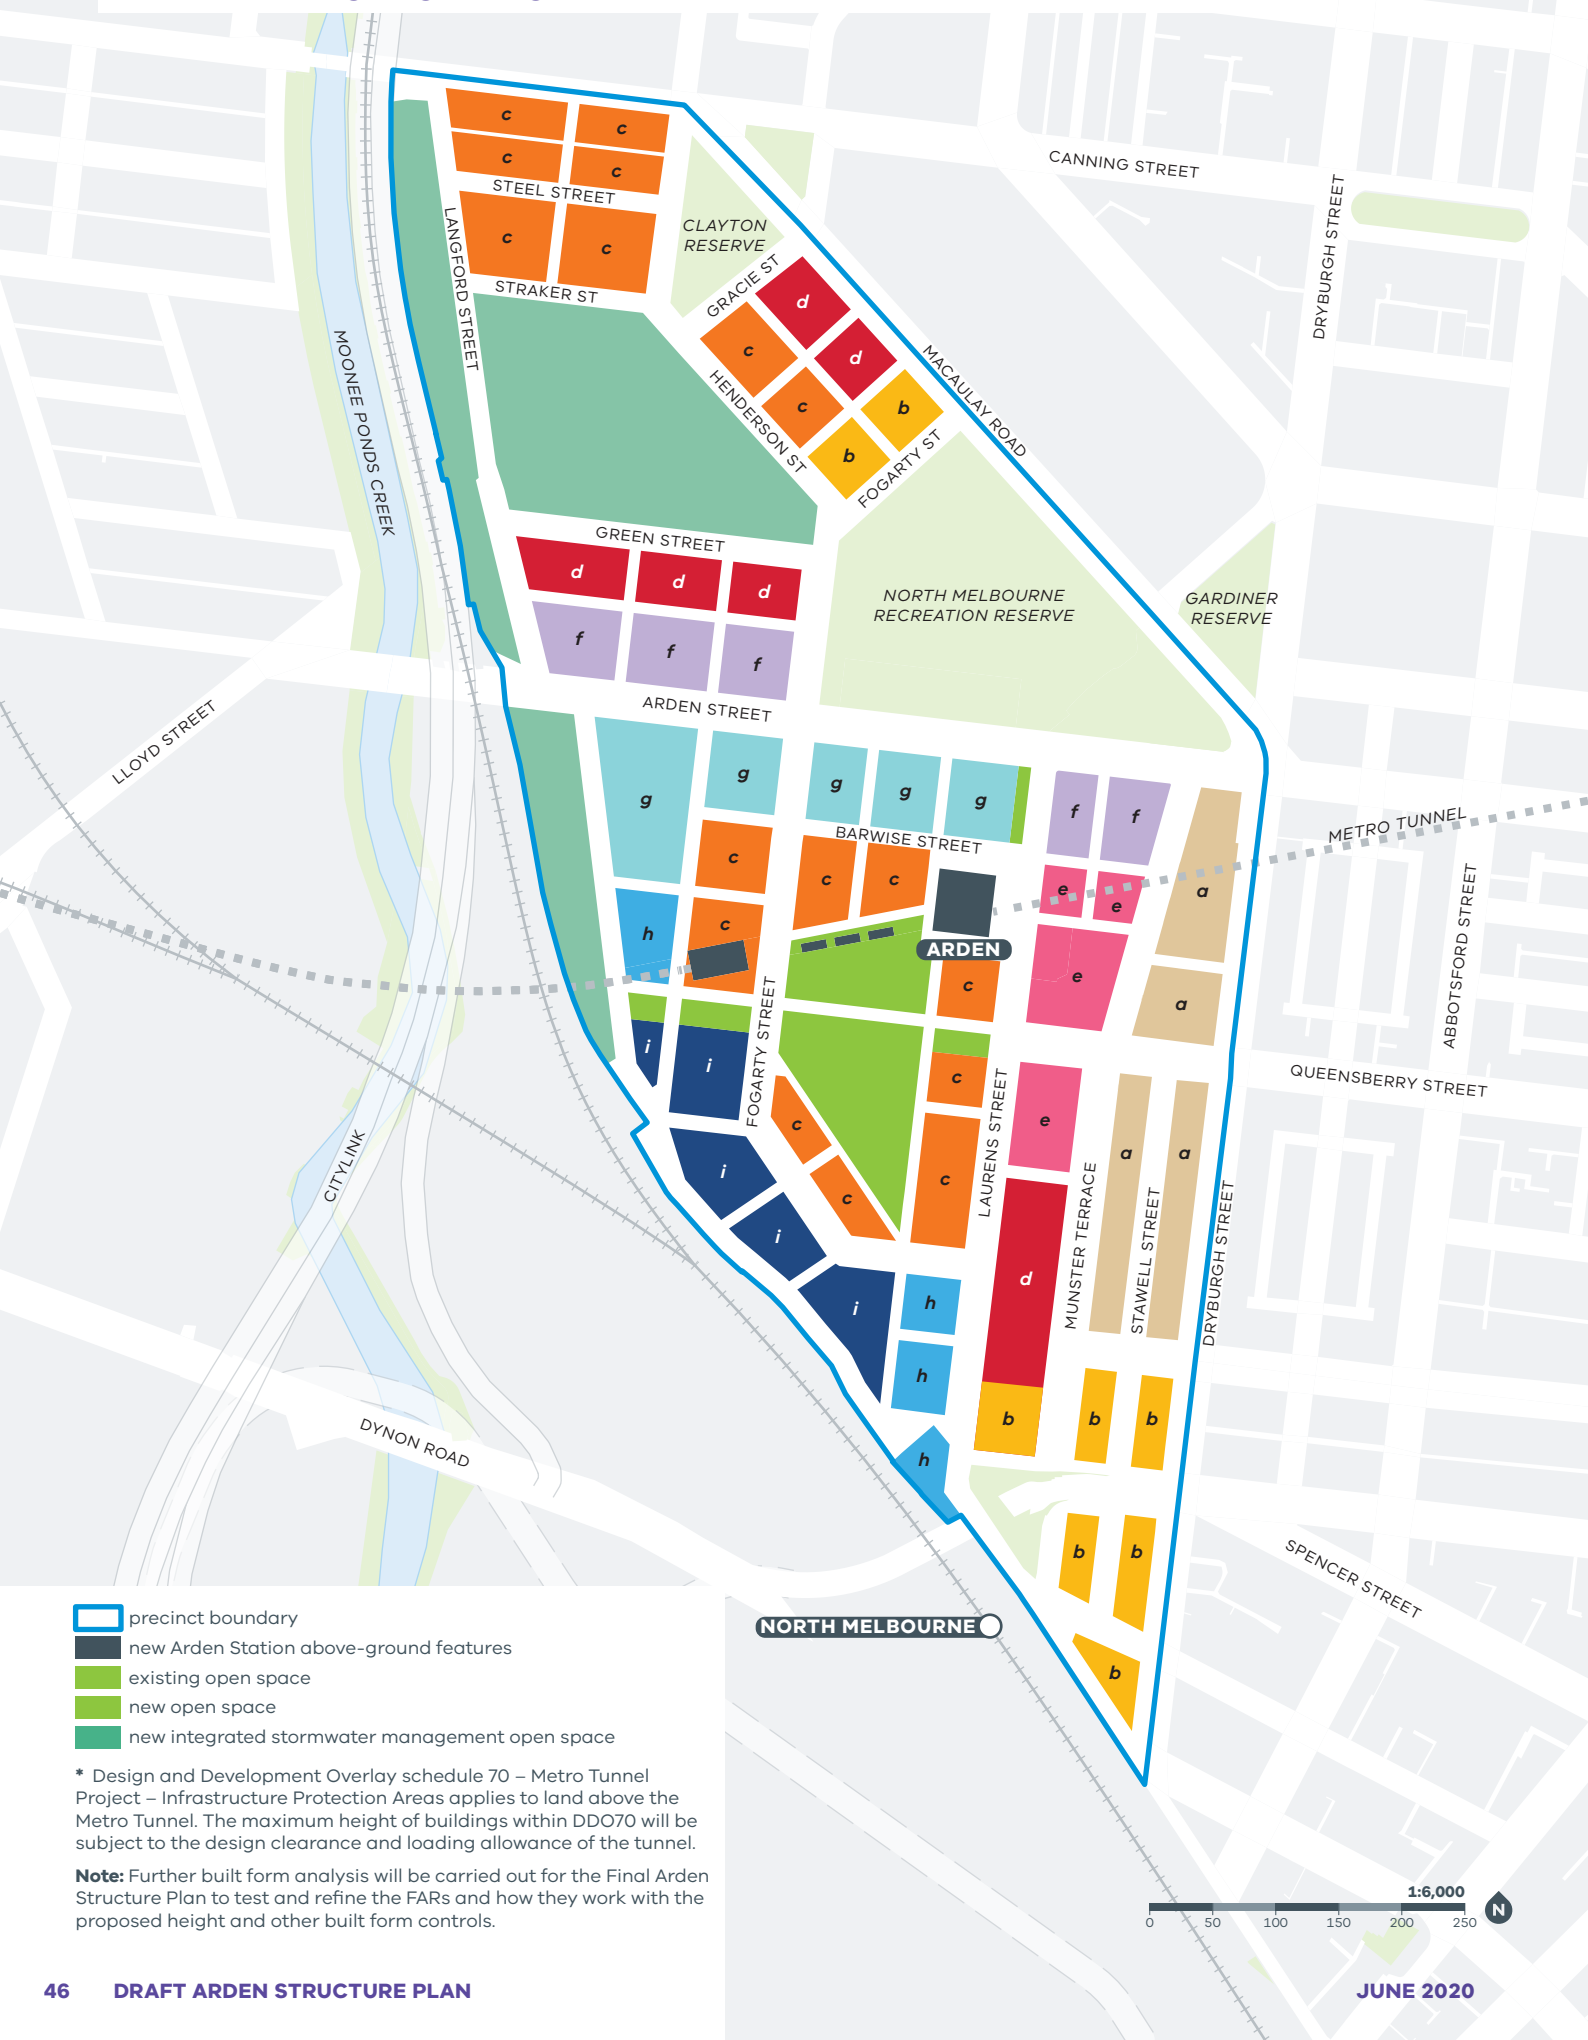 CANNING STREET
DRYBURGH STREET
c
c
c
c
STEEL STREET
LANGFORD STREET
c
c
STRAKER ST
CLAYTON
RESERVE
GRACIE ST
d
d
c
c
b
b
HENDERSON ST
FOGARTY ST
MACAULAY ROAD
MOONEE PONDS CREEK
GREEN STREET
d
d
d
f
f
f
NORTH MELBOURNE
RECREATION RESERVE
GARDINER
RESERVE
ARDEN STREET
LLOYD STREET
g
g
g
g
g
f
f
BARWISE STREET
METRO TUNNEL
c
c
c
e
e
a
h
c
ARDEN
c
e
a
ABBOTSFORD STREET
FOGARTY STREET
i
i
c
c
c
c
LAURENS STREET
e
a
a
QUEENSBERRY STREET
CITYLINK
i
i
i
h
h
h
d
MUNSTER TERRACE
STAWELL STREET
DRYBURGH STREET
b
b
b
DYNON ROAD
b
b
b
SPENCER STREET
NORTH MELBOURNE
precinct boundary
new Arden Station above-ground features
existing open space
new open space
new integrated stormwater management open space
* Design and Development Overlay schedule 70 – Metro Tunnel
Project – Infrastructure Protection Areas applies to land above the
Metro Tunnel. The maximum height of buildings within DDO70 will be
subject to the design clearance and loading allowance of the tunnel.
Note: Further built form analysis will be carried out for the Final Arden
Structure Plan to test and refine the FARs and how they work with the
proposed height and other built form controls.
1:6,000
0 50 100 150 200 250
N
46 DRAFT ARDEN STRUCTURE PLAN
JUNE 2020